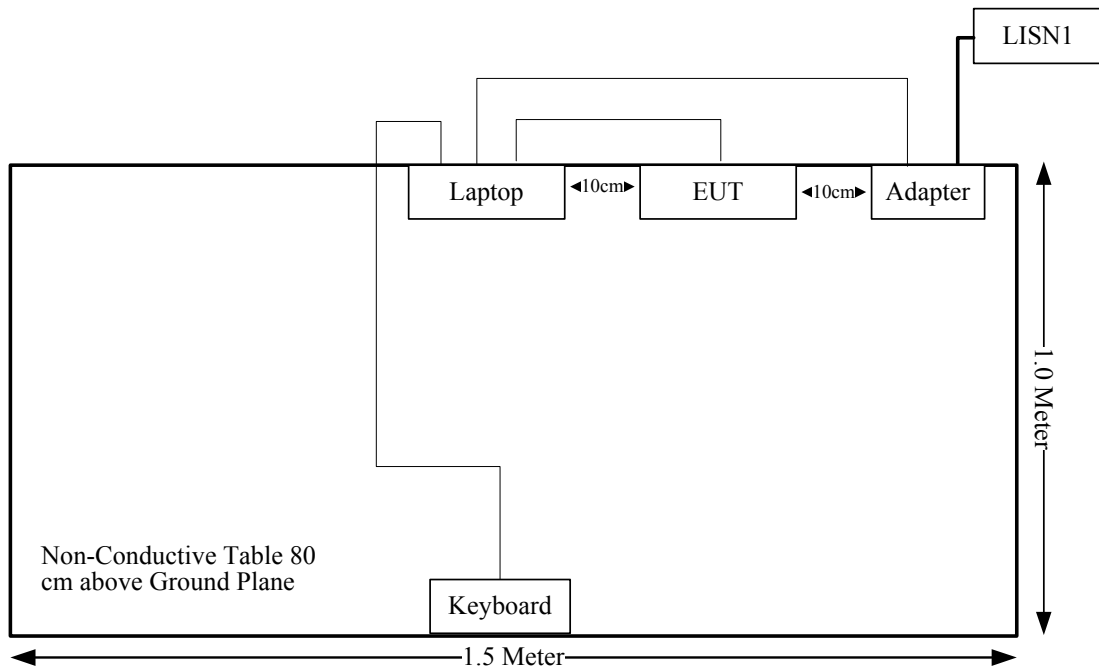 LISN1
Laptop
10cm
EUT
10cm
Adapter
1.0 Meter
Non-Conductive Table 80
cm above Ground Plane
Keyboard
1.5 Meter